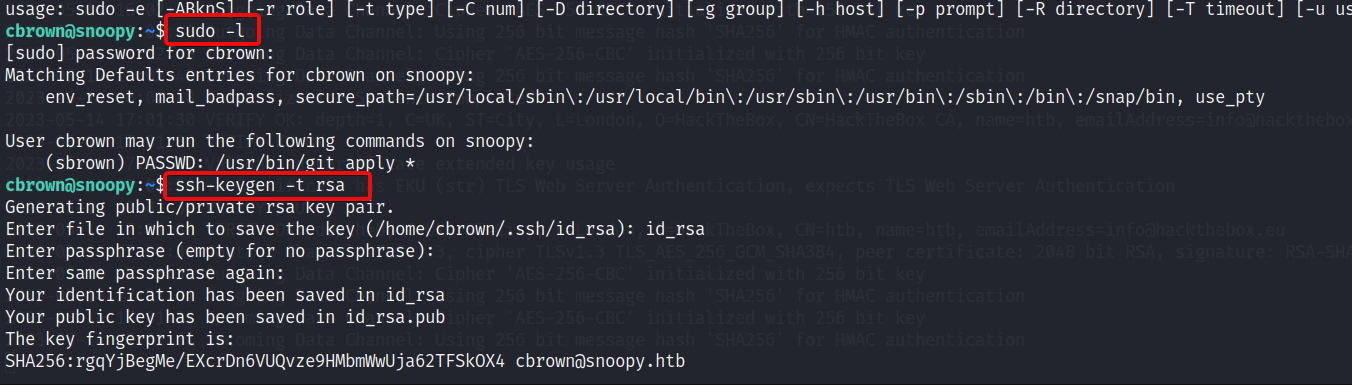 usage: sudo -e [-ABknS] [-r role] [-t type] [-C num] [-D directory] [-g group] [-h host] [-p prompt] [-R directory] [-T timeout] [-u us
cbrown@snoopy:~$ sudo -l
[sudo] password for cbrown:
Matching Defaults entries for cbrown on snoopy:
    env_reset, mail_badpass, secure_path=/usr/local/sbin\:/usr/local/bin\:/usr/sbin\:/usr/bin\:/sbin\:/bin\:/snap/bin, use_pty
User cbrown may run the following commands on snoopy:
    (sbrown) PASSWD: /usr/bin/git apply *
cbrown@snoopy:~$ ssh-keygen -t rsa
Generating public/private rsa key pair.
Enter file in which to save the key (/home/cbrown/.ssh/id_rsa): id_rsa
Enter passphrase (empty for no passphrase):
Enter same passphrase again:
Your identification has been saved in id_rsa
Your public key has been saved in id_rsa.pub
The key fingerprint is:
SHA256:rgqYjBegMe/EXcrDn6VUQvze9HMbmWwUja62TFSkOX4 cbrown@snoopy.htb